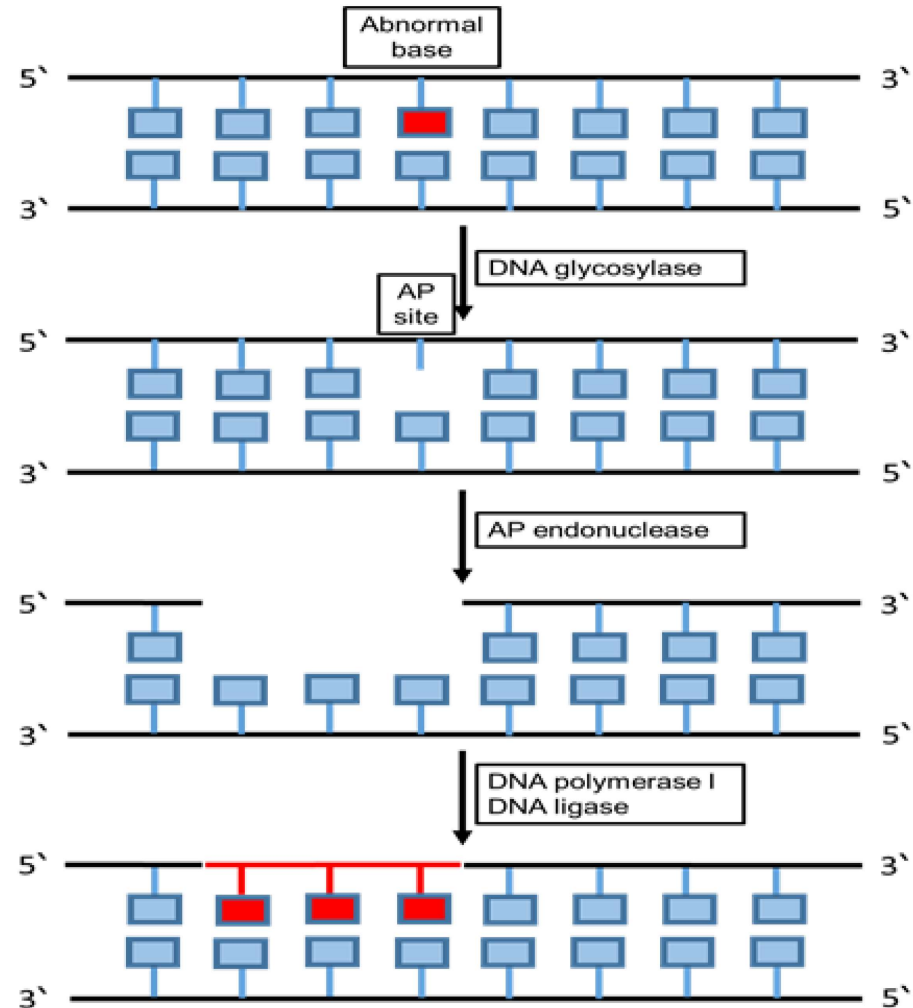 Abnormal
base
5` 3`
3` 5`
DNA glycosylase
AP
site
5` 3`
3` 5`
AP endonuclease
5` 3`
3` 5`
DNA polymerase I
DNA ligase
5` 3`
3` 5`